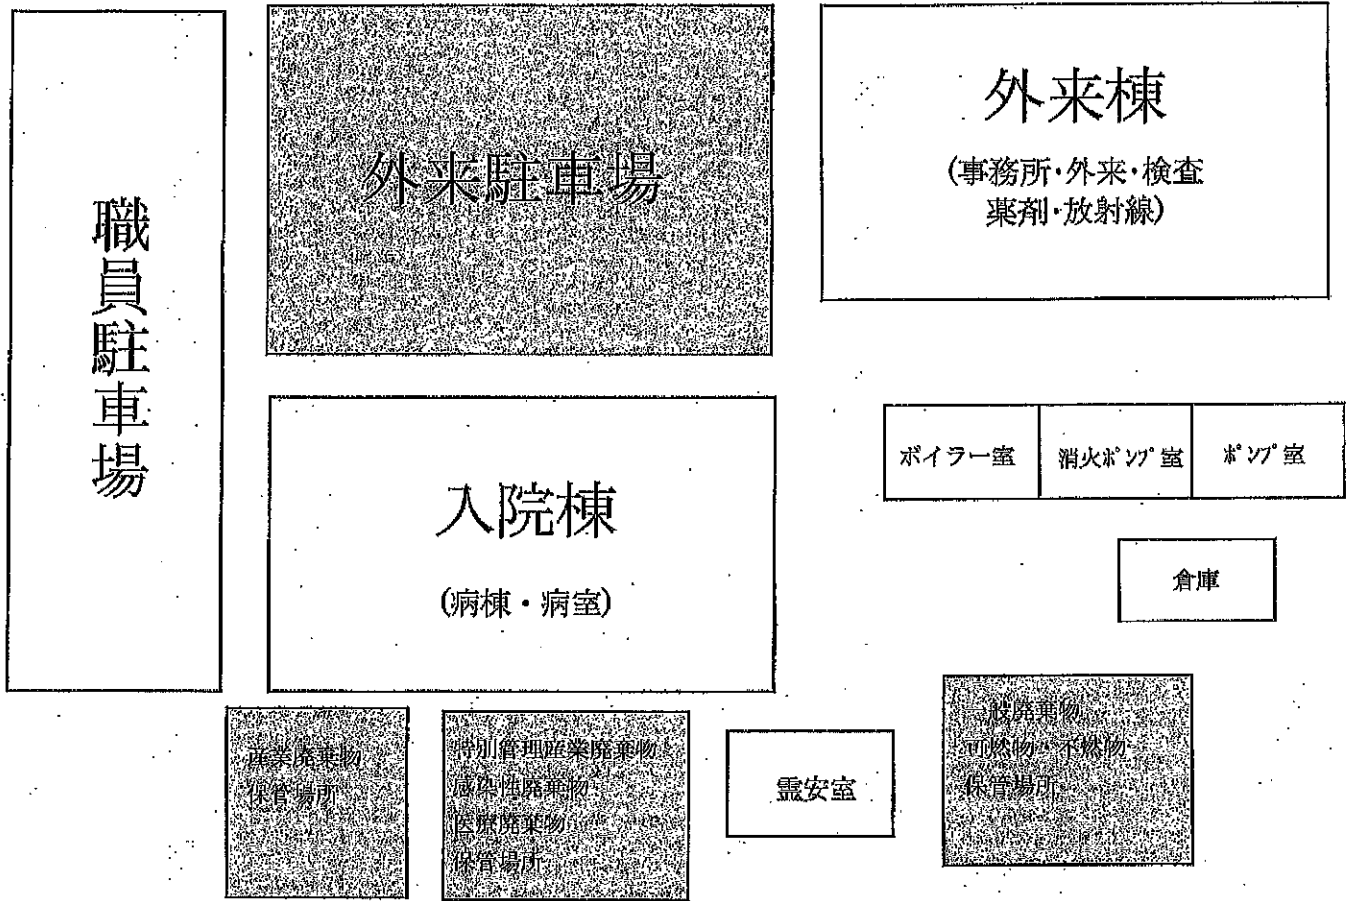 職員駐車場
外来駐車場
外来棟
(事務所・外来・検査
薬剤・放射線)
入院棟
(病棟・病室)
ボイラー室
消火ﾎﾟﾝﾌﾟ室
ﾎﾟﾝﾌﾟ室
倉庫
産業廃棄物
保管場所
特別管理産業廃棄物
感染性廃棄物
医療廃棄物
保管場所
霊安室
一般廃棄物
可燃物・不燃物
保管場所